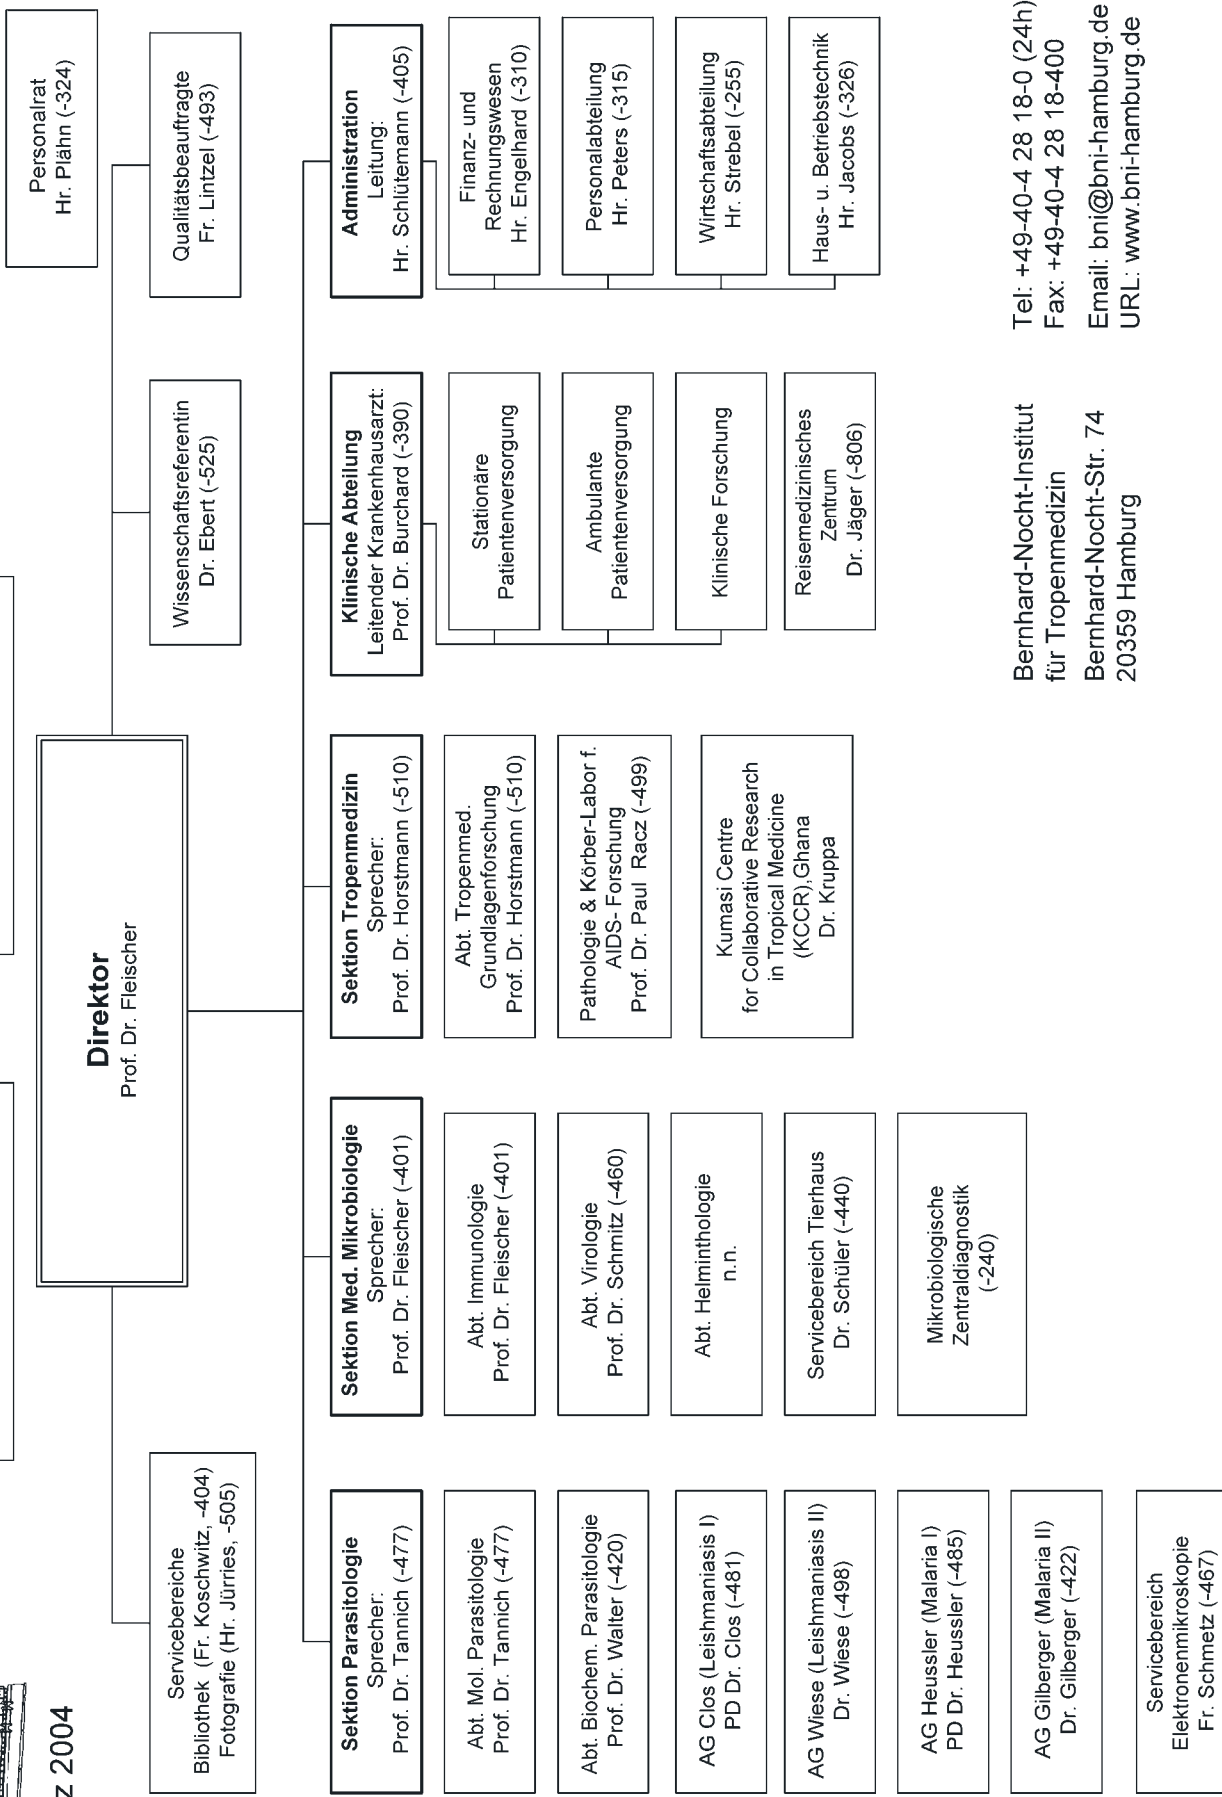 z 2004
Personalrat
Hr. Plähn (-324)
Direktor
Prof. Dr. Fleischer
Servicebereiche
Bibliothek (Fr. Koschwitz, -404)
Fotografie (Hr. Jürries, -505)
Wissenschaftsreferentin
Dr. Ebert (-525)
Qualitätsbeauftragte
Fr. Lintzel (-493)
Sektion Parasitologie
Sprecher:
Prof. Dr. Tannich (-477)
Abt. Mol. Parasitologie
Prof. Dr. Tannich (-477)
Abt. Biochem. Parasitologie
Prof. Dr. Walter (-420)
AG Clos (Leishmaniasis I)
PD Dr. Clos (-481)
AG Wiese (Leishmaniasis II)
Dr. Wiese (-498)
AG Heussler (Malaria I)
PD Dr. Heussler (-485)
AG Gilberger (Malaria II)
Dr. Gilberger (-422)
Servicebereich
Elektronenmikroskopie
Fr. Schmetz (-467)
Sektion Med. Mikrobiologie
Sprecher:
Prof. Dr. Fleischer (-401)
Abt. Immunologie
Prof. Dr. Fleischer (-401)
Abt. Virologie
Prof. Dr. Schmitz (-460)
Abt. Helminthologie
n.n.
Servicebereich Tierhaus
Dr. Schüler (-440)
Mikrobiologische
Zentraldiagnostik
(-240)
Sektion Tropenmedizin
Sprecher:
Prof. Dr. Horstmann (-510)
Abt. Tropenmed.
Grundlagenforschung
Prof. Dr. Horstmann (-510)
Pathologie & Körber-Labor f.
AIDS- Forschung
Prof. Dr. Paul Racz (-499)
Kumasi Centre
for Collaborative Research
in Tropical Medicine
(KCCR),Ghana
Dr. Kruppa
Klinische Abteilung
Leitender Krankenhausarzt:
Prof. Dr. Burchard (-390)
Stationäre
Patientenversorgung
Ambulante
Patientenversorgung
Klinische Forschung
Reisemedizinisches
Zentrum
Dr. Jäger (-806)
Administration
Leitung:
Hr. Schlütemann (-405)
Finanz- und
Rechnungswesen
Hr. Engelhard (-310)
Personalabteilung
Hr. Peters (-315)
Wirtschaftsabteilung
Hr. Strebel (-255)
Haus- u. Betriebstechnik
Hr. Jacobs (-326)
Bernhard-Nocht-Institut
für Tropenmedizin
Bernhard-Nocht-Str. 74
20359 Hamburg
Tel: +49-40-4 28 18-0 (24h)
Fax: +49-40-4 28 18-400
Email: bni@bni-hamburg.de
URL: www.bni-hamburg.de